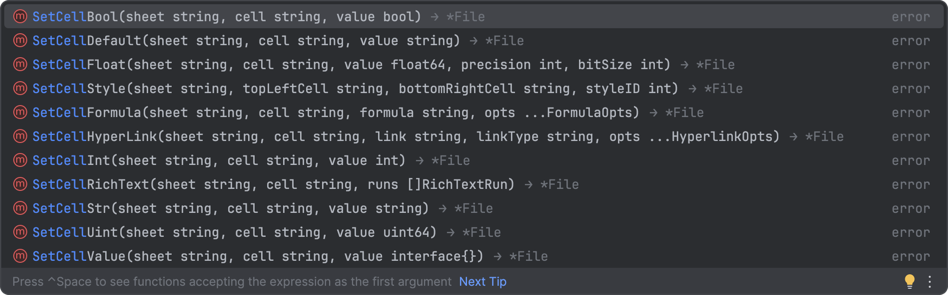 m SetCellBool(sheet string, cell string, value bool) → *File error
m SetCellDefault(sheet string, cell string, value string) → *File error
m SetCellFloat(sheet string, cell string, value float64, precision int, bitSize int) → *File error
m SetCellStyle(sheet string, topLeftCell string, bottomRightCell string, styleID int) → *File error
m SetCellFormula(sheet string, cell string, formula string, opts ...FormulaOpts) → *File error
m SetCellHyperLink(sheet string, cell string, link string, linkType string, opts ...HyperlinkOpts) → *File error
m SetCellInt(sheet string, cell string, value int) → *File error
m SetCellRichText(sheet string, cell string, runs []RichTextRun) → *File error
m SetCellStr(sheet string, cell string, value string) → *File error
m SetCellUint(sheet string, cell string, value uint64) → *File error
m SetCellValue(sheet string, cell string, value interface{}) → *File error
Press ^Space to see functions accepting the expression as the first argument Next Tip